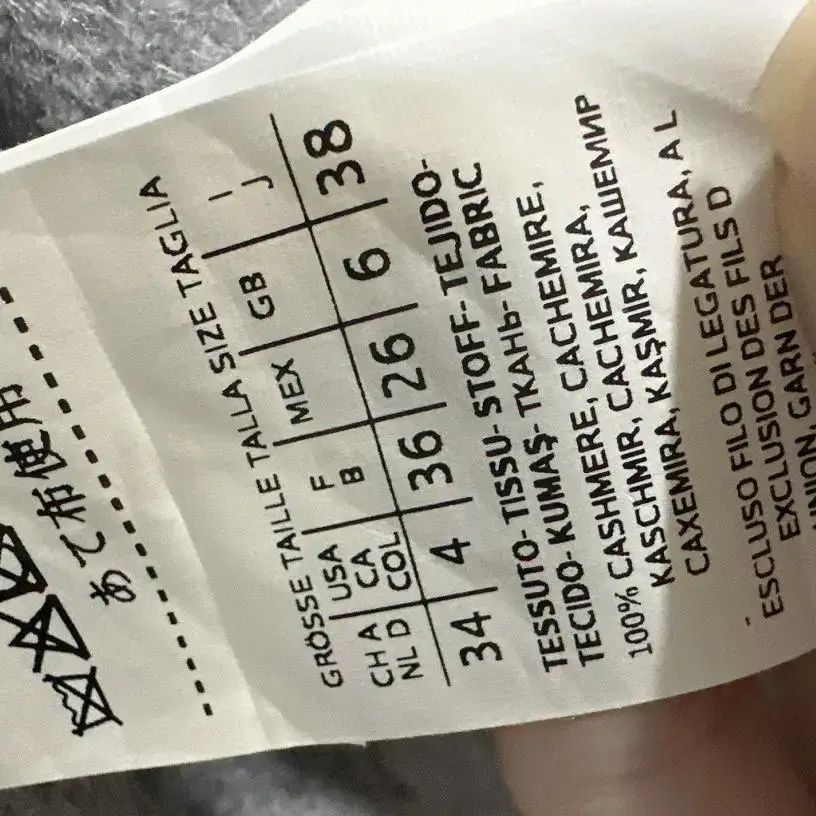 あて布使用
GRÖSSE TAILLE TALLA SIZE TAGLIA
CH A USA F MEX GB I
NL D CA B J
COL
34 4 36 26 6 38
TESSUTO- TISSU- STOFF- TEJIDO-
TECIDO- KUMAŞ- ТКАНЬ- FABRIC
100% CASHMERE, CACHEMIRE,
KASCHMIR, CACHEMIRA,
CAXEMIRA, KAŞMIR, КАШЕМИР
ESCLUSO FILO DI LEGATURA, A L
EXCLUSION DES FILS D
UNION, GARN DER